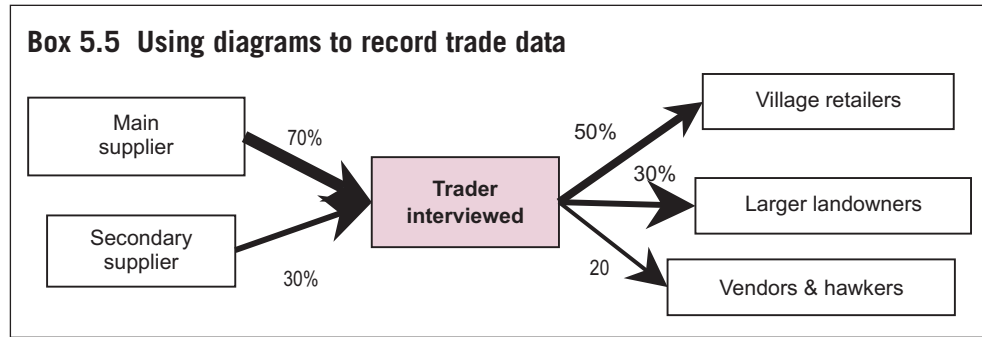 Box 5.5 Using diagrams to record trade data
Main
supplier
70%
Secondary
supplier
30%
Trader
interviewed
50%
Village retailers
30%
Larger landowners
20
Vendors & hawkers